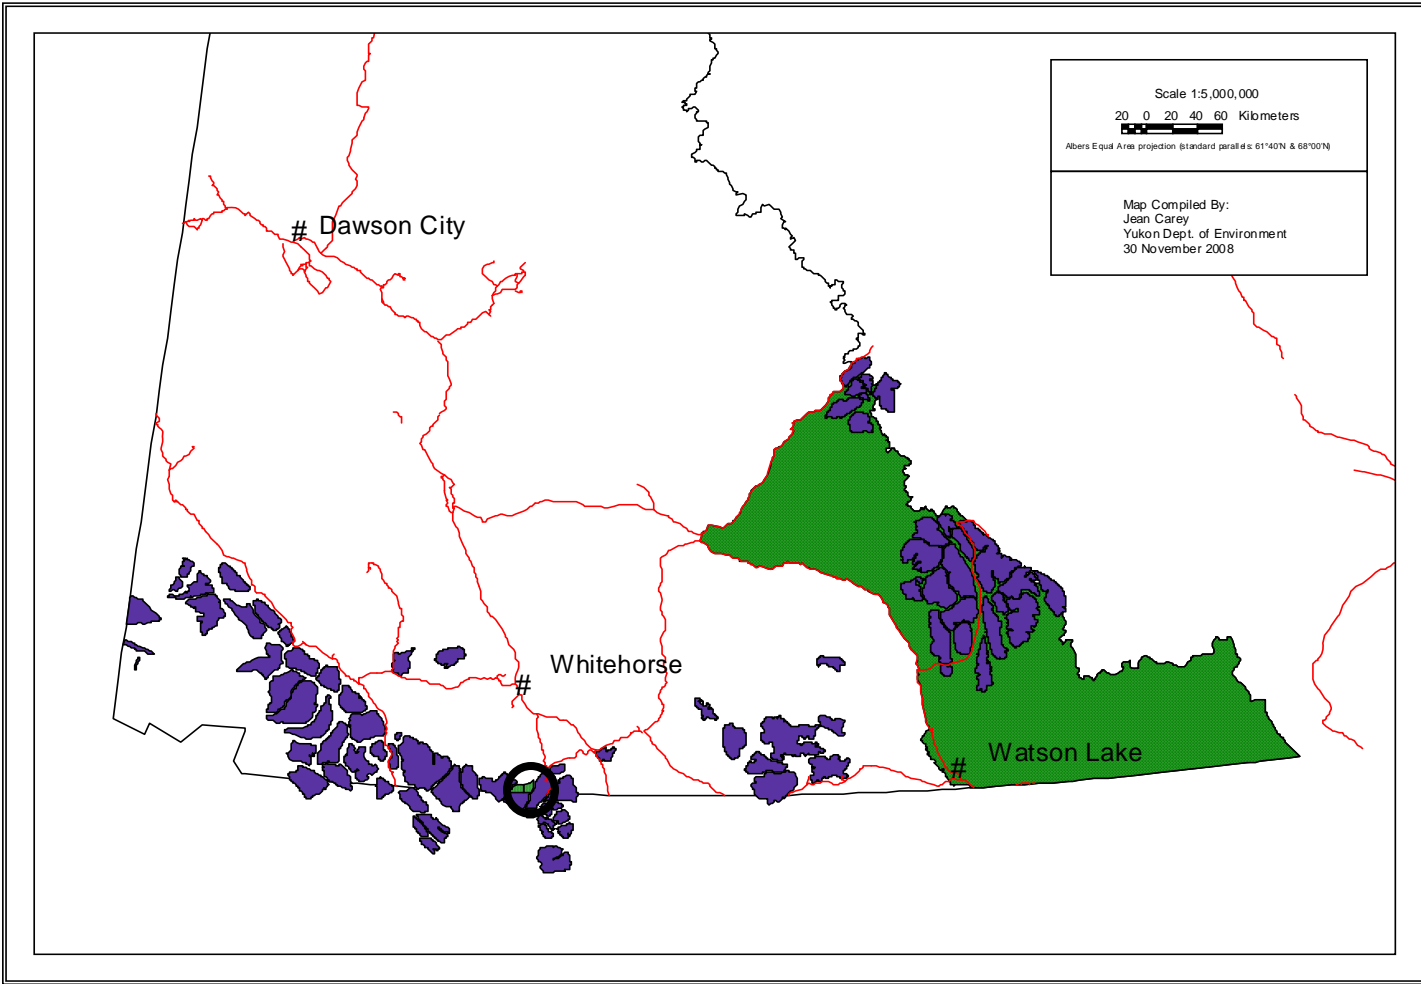 Scale 1:5,000,000
20 0 20 40 60 Kilometers
Albers Equal Area projection (standard parallels: 61°40'N & 68°00'N)
Map Compiled By:
Jean Carey
Yukon Dept. of Environment
30 November 2008
# Dawson City
Whitehorse
#
Watson Lake
#